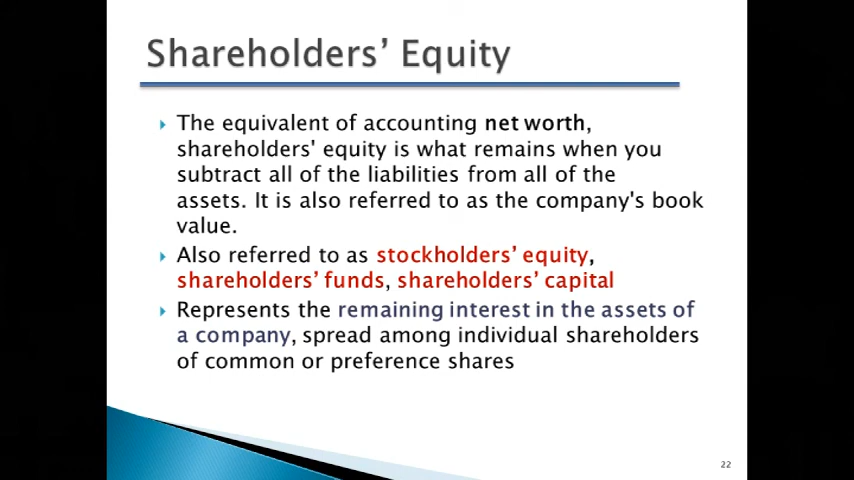 Shareholders’ Equity
The equivalent of accounting net worth,
shareholders' equity is what remains when you
subtract all of the liabilities from all of the
assets. It is also referred to as the company's book
value.
Also referred to as stockholders’ equity,
shareholders’ funds, shareholders’ capital
Represents the remaining interest in the assets of
a company, spread among individual shareholders
of common or preference shares
22